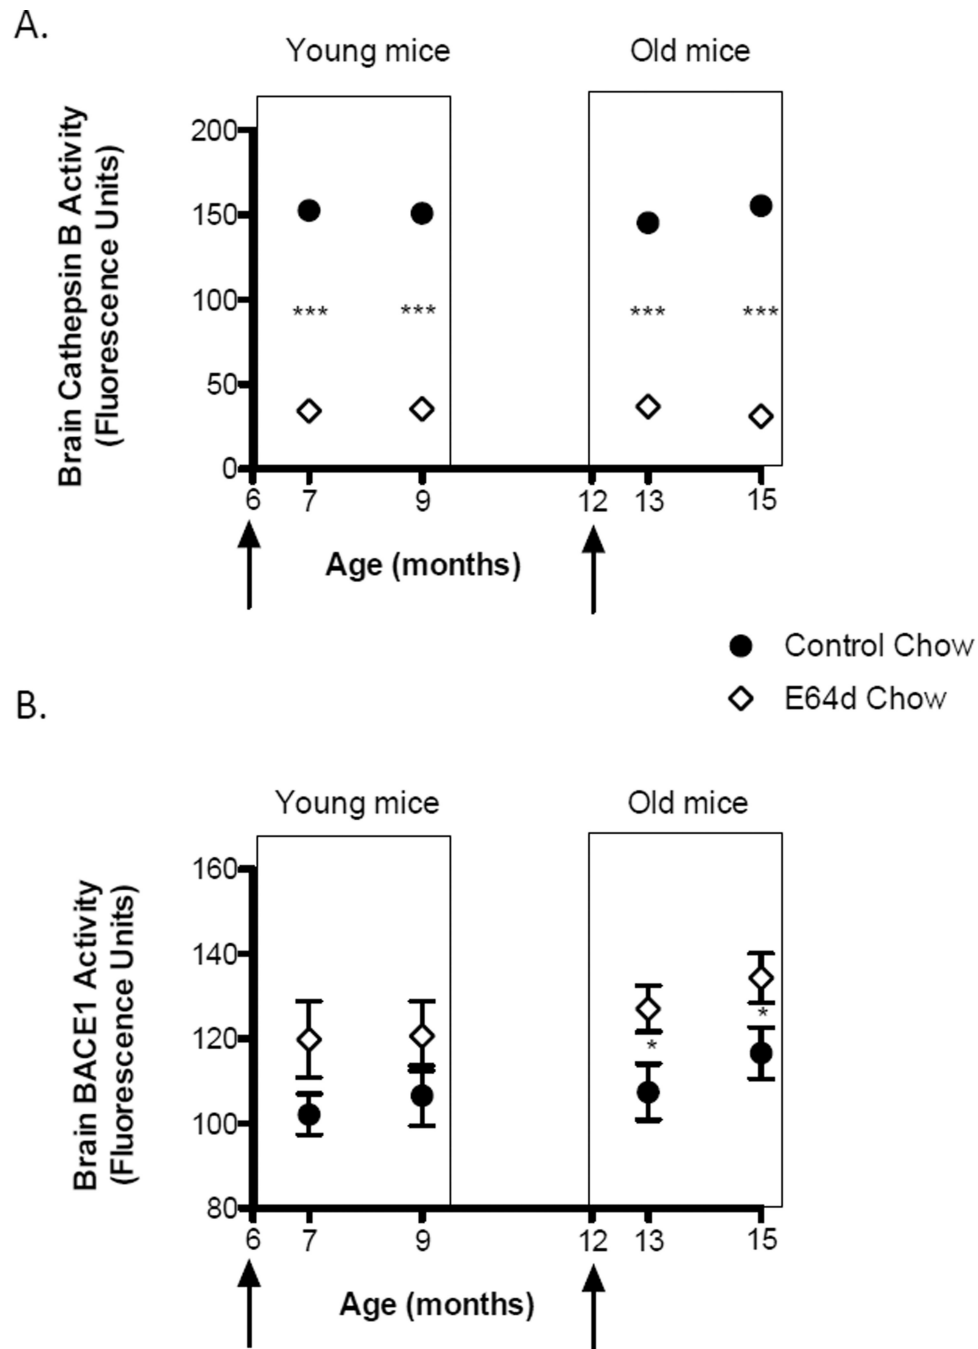 A.
Young mice Old mice
Brain Cathepsin B Activity
(Fluorescence Units)
200
150
100
50
0
*** *** *** ***
6 7 9 12 13 15
Age (months)
Control Chow
E64d Chow
B.
Young mice Old mice
Brain BACE1 Activity
(Fluorescence Units)
160
140
120
100
80
* *
6 7 9 12 13 15
Age (months)